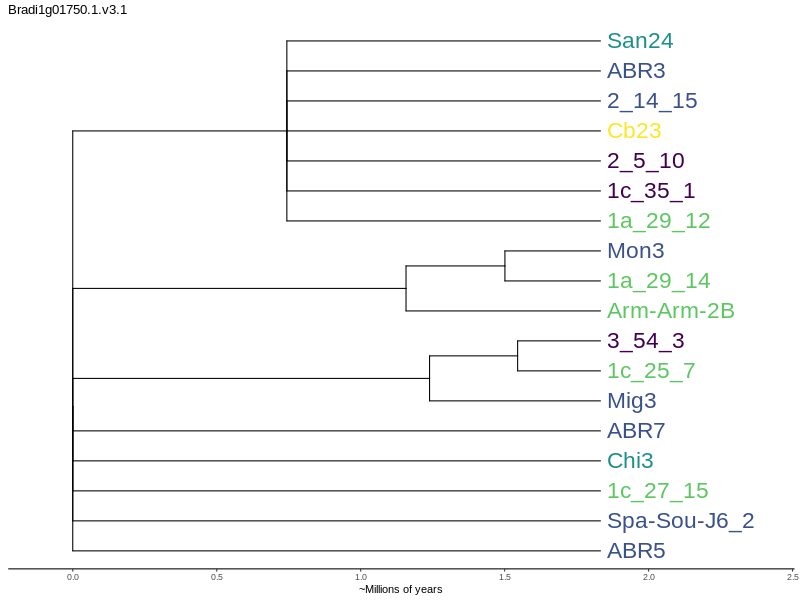 Bradi1g01750.1.v3.1
San24
ABR3
2_14_15
Cb23
2_5_10
1c_35_1
1a_29_12
Mon3
1a_29_14
Arm-Arm-2B
3_54_3
1c_25_7
Mig3
ABR7
Chi3
1c_27_15
Spa-Sou-J6_2
ABR5
0.0 0.5 1.0 1.5 2.0 2.5
~Millions of years